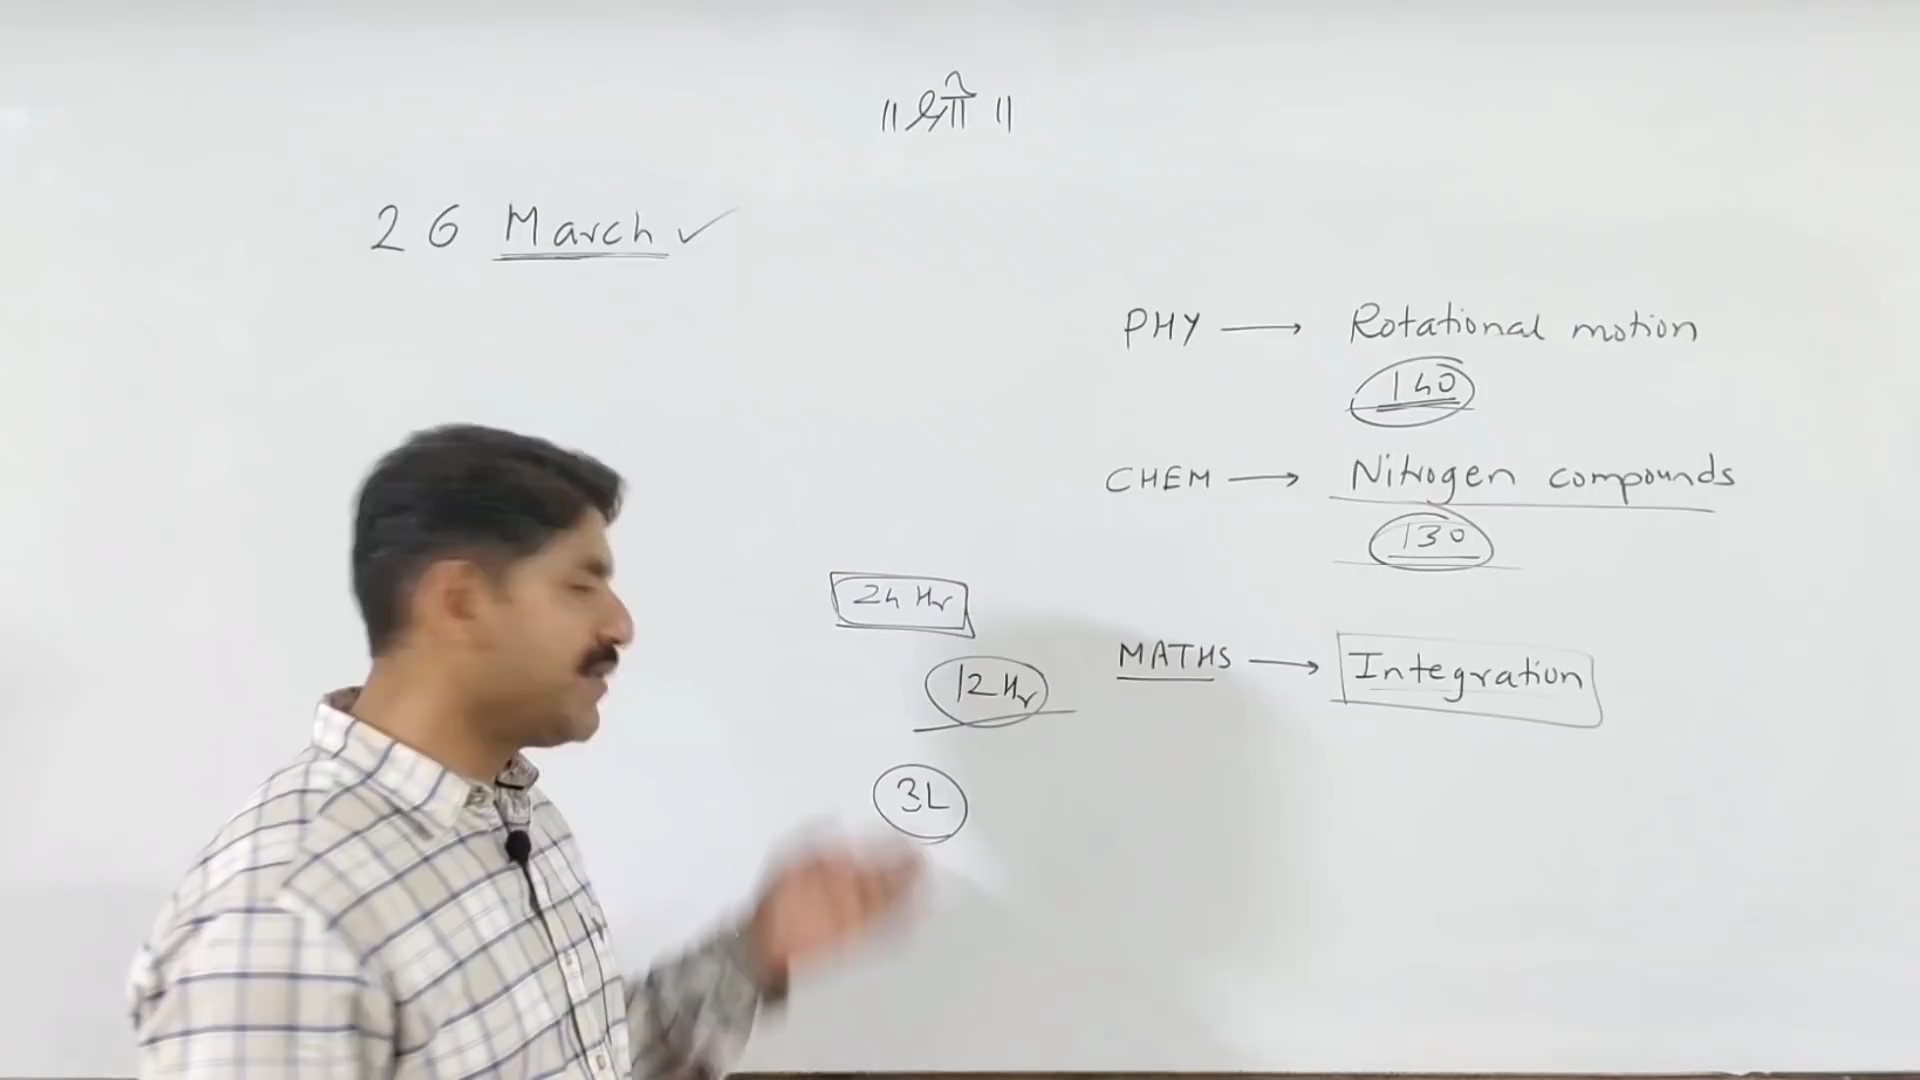 ॥ श्री ॥
26 March ✓
PHY → Rotational motion
140
CHEM → Nitrogen compounds
130
24 Hr
12 Hr
MATHS → Integration
3L